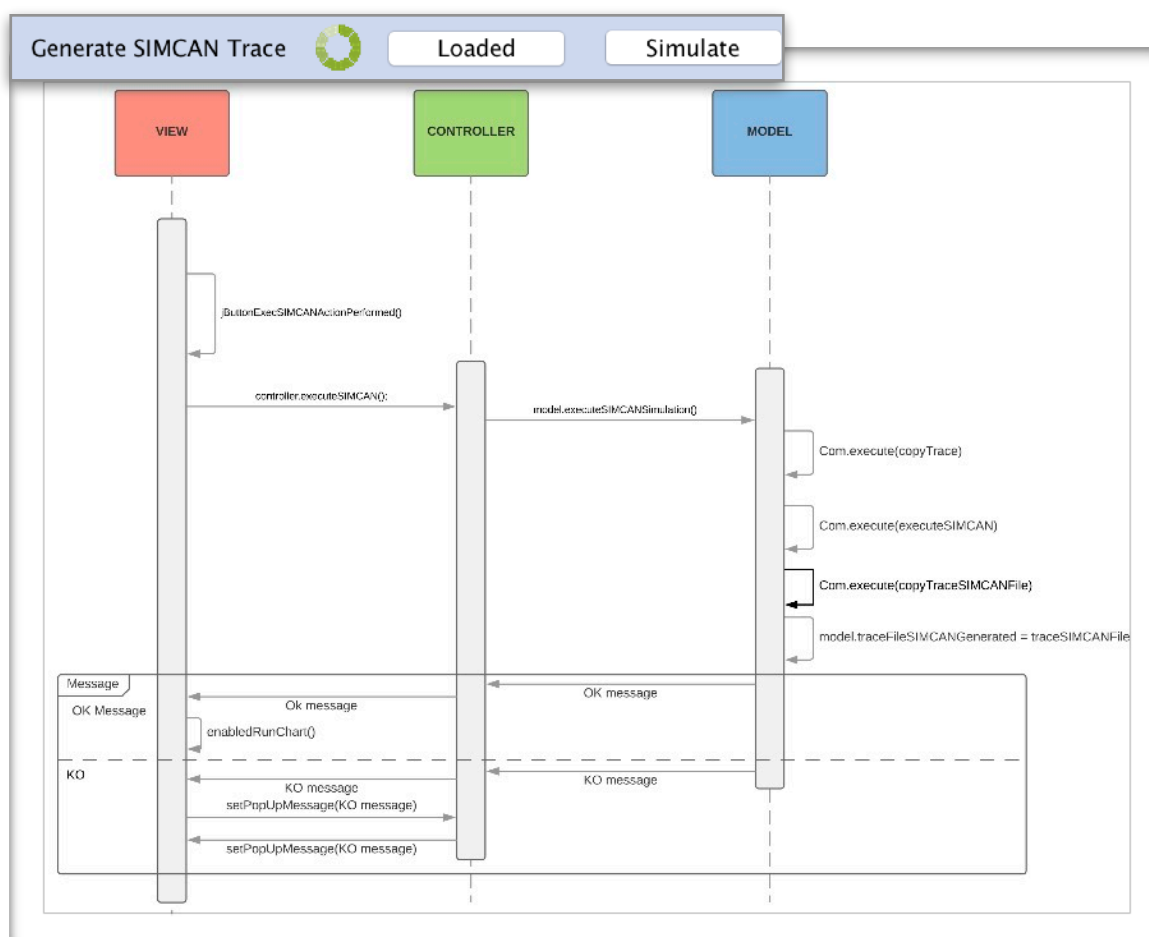 Generate SIMCAN Trace
Loaded
Simulate
VIEW
CONTROLLER
MODEL
jButtonExecSIMCANActionPerformed()
controller.executeSIMCAN();
model.executeSIMCANSimulation()
Com.execute(copyTrace)
Com.execute(executeSIMCAN)
Com.execute(copyTraceSIMCANFile)
model.traceFileSIMCANGenerated = traceSIMCANFile
Message
OK message
Ok message
OK Message
enabledRunChart()
KO
KO message
KO message
setPopUpMessage(KO message)
setPopUpMessage(KO message)